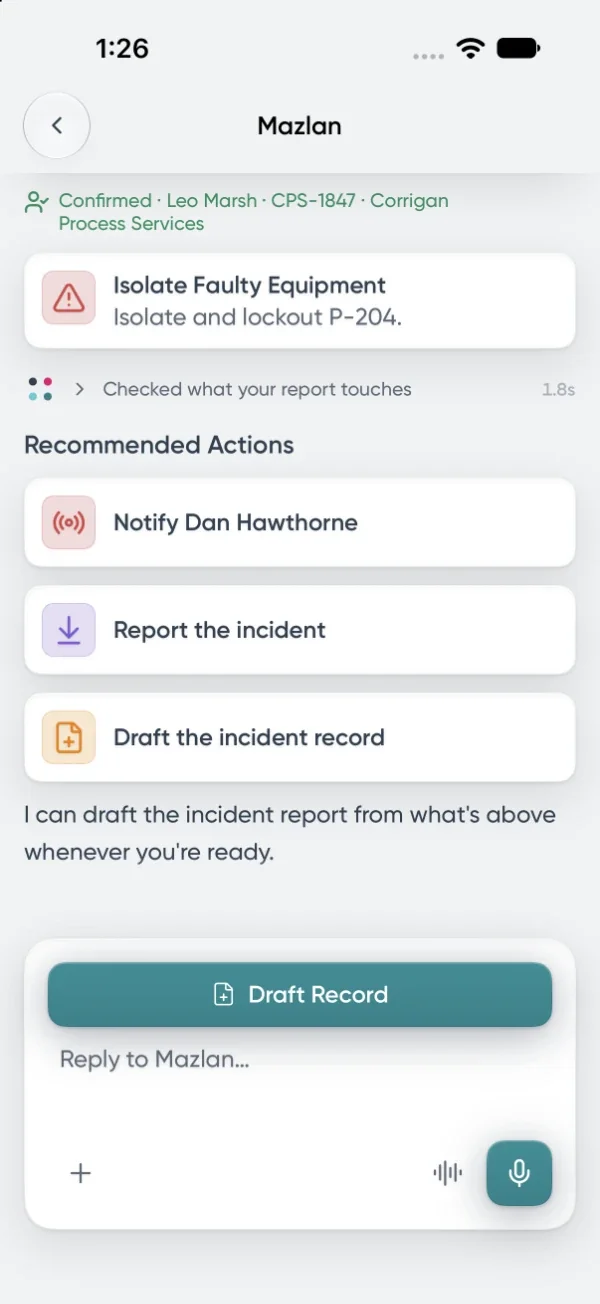 1:26
Mazlan
Confirmed · Leo Marsh · CPS-1847 · Corrigan
Process Services
Isolate Faulty Equipment
Isolate and lockout P-204.
Checked what your report touches 1.8s
Recommended Actions
Notify Dan Hawthorne
Report the incident
Draft the incident record
I can draft the incident report from what's above
whenever you're ready.
Draft Record
Reply to Mazlan...